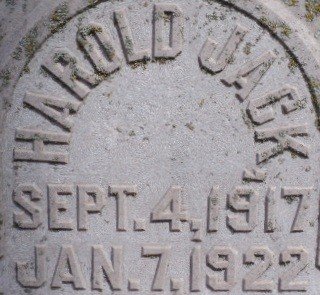 HAROLD JACK,
SEPT. 4, 1917
JAN. 7. 1922